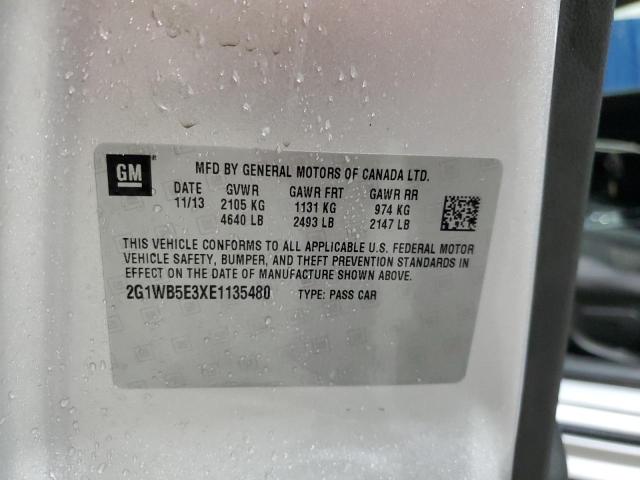 GM
MFD BY GENERAL MOTORS OF CANADA LTD.
DATE GVWR GAWR FRT GAWR RR
11/13 2105 KG 1131 KG 974 KG
4640 LB 2493 LB 2147 LB
THIS VEHICLE CONFORMS TO ALL APPLICABLE U.S. FEDERAL MOTOR
VEHICLE SAFETY, BUMPER, AND THEFT PREVENTION STANDARDS IN
EFFECT ON THE DATE OF MANUFACTURE SHOWN ABOVE.
2G1WB5E3XE1135480 TYPE: PASS CAR